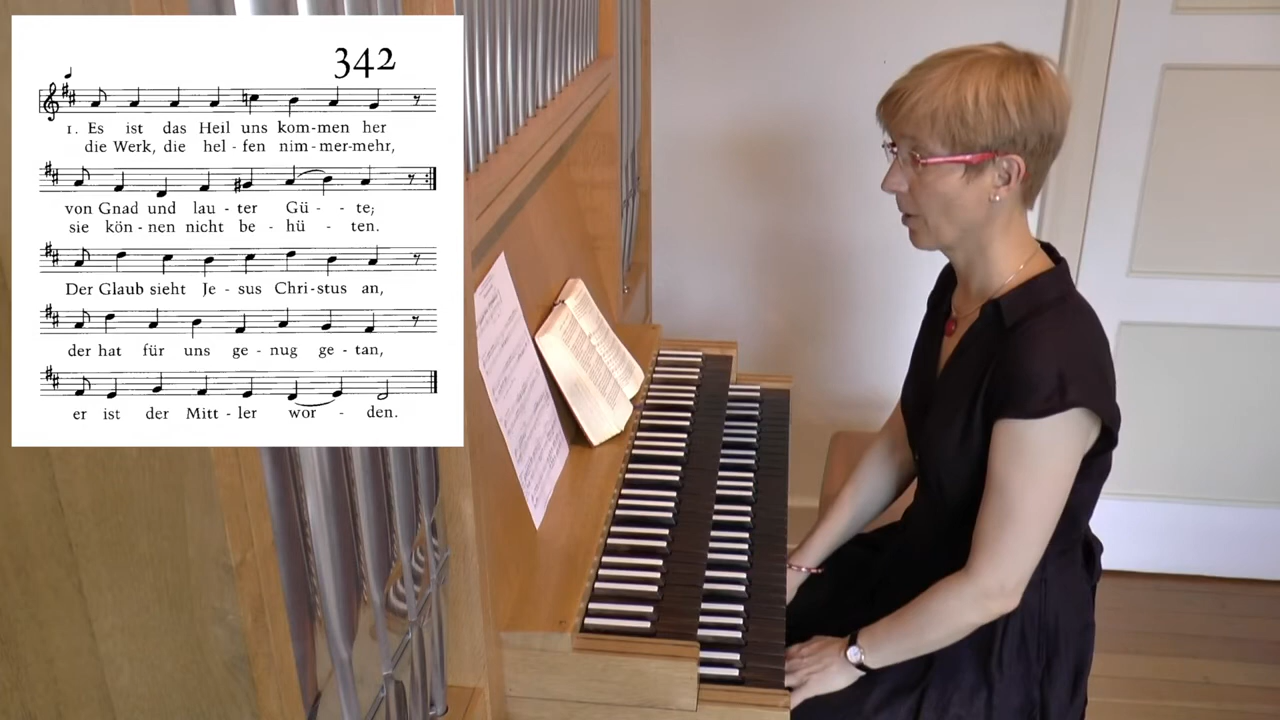 342
1. Es ist das Heil uns kom-men her
die Werk, die hel - fen nim-mer-mehr,
von Gnad und lau - ter Gü - - te;
sie kön - nen nicht be - hü - ten.
Der Glaub sieht Je - sus Chri-stus an,
der hat für uns ge - nug ge - tan,
er ist der Mitt - ler wor - den.